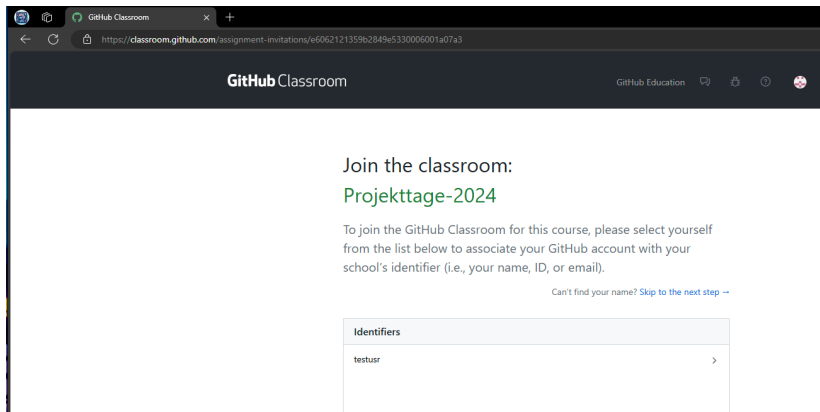 GitHub Classroom
https://classroom.github.com/assignment-invitations/e6062121359b2849e5330006001a07a3
GitHub Classroom
GitHub Education
Join the classroom:
Projekttage-2024
To join the GitHub Classroom for this course, please select yourself
from the list below to associate your GitHub account with your
school's identifier (i.e., your name, ID, or email).
Can't find your name? Skip to the next step →
Identifiers
testusr